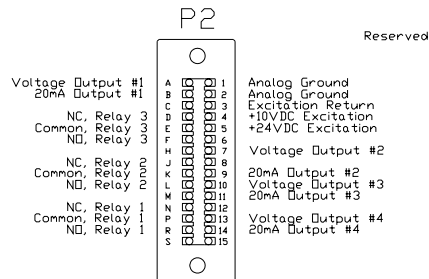 P2
Reserved
Voltage Output #1 A 1 Analog Ground
20mA Output #1 B 2 Analog Ground
C 3 Excitation Return
NC, Relay 3 D 4 +10VDC Excitation
Common, Relay 3 E 5 +24VDC Excitation
NO, Relay 3 F 6
H 7 Voltage Output #2
NC, Relay 2 J 8
Common, Relay 2 K 9 20mA Output #2
NO, Relay 2 L 10 Voltage Output #3
M 11 20mA Output #3
NC, Relay 1 N 12
Common, Relay 1 P 13 Voltage Output #4
NO, Relay 1 R 14 20mA Output #4
S 15